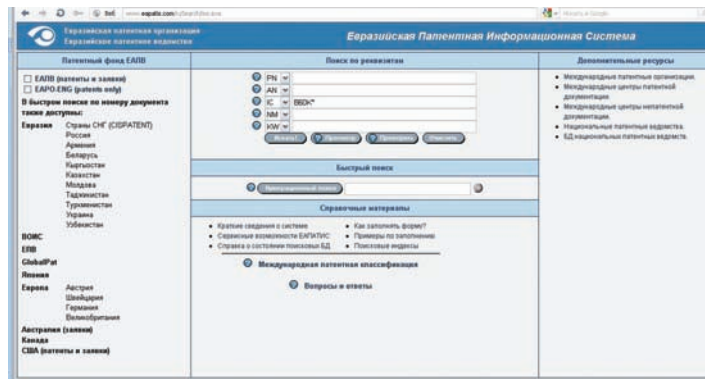 www.eapatis.com
Евразийская патентная организация
Евразийское патентное ведомство
Евразийская Патентная Информационная Система
Патентный фонд ЕАПВ
ЕАПВ (патенты и заявки)
EAPO-ENG (patents only)
В быстром поиске по номеру документа
также доступны:
Евразия Страны СНГ (CISPATENT)
Россия
Армения
Беларусь
Кыргызстан
Казахстан
Молдова
Таджикистан
Туркменистан
Украина
Узбекистан
ВОИС
ЕПВ
GlobalPat
Япония
Европа Австрия
Швейцария
Германия
Великобритания
Австралия (заявки)
Канада
США (патенты и заявки)
Поиск по реквизитам
PN
AN
IC B60K*
NM
KW
Искать! Просмотр Проверить Очистить
Быстрый поиск
Справочные материалы
Краткие сведения о системе
Сервисные возможности ЕАПАТИС
Справка о состоянии поисковых БД
Как заполнять форму?
Примеры по заполнению
Поисковые индексы
Международная патентная классификация
Вопросы и ответы
Дополнительные ресурсы
Международные патентные организации.
Международные центры патентной
документации.
Международные центры непатентной
документации.
Национальные патентные ведомства.
БД национальных патентных ведомств.